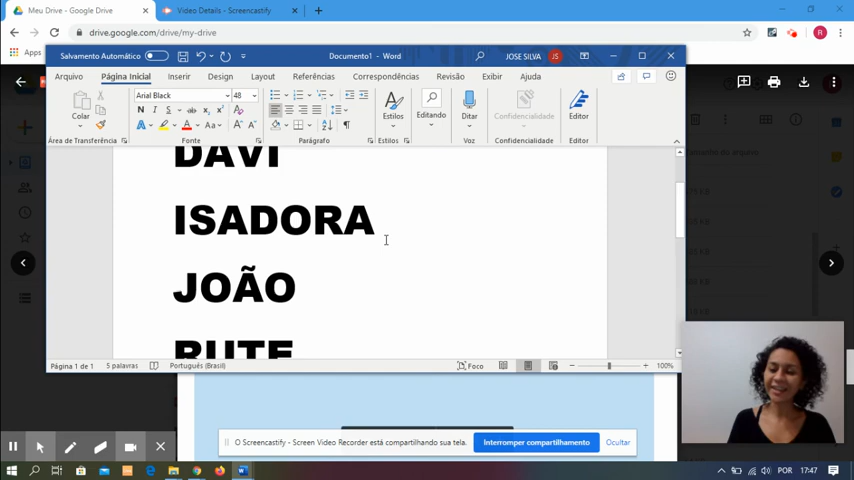 Meu Drive - Google Drive
Video Details - Screencastify
drive.google.com/drive/my-drive
R
Apps
Salvamento Automático
Documento1 - Word
JOSE SILVA
JS
Arquivo
Página Inicial
Inserir
Design
Layout
Referências
Correspondências
Revisão
Exibir
Ajuda
Arial Black
48
Colar
N I S
Aa
Estilos
Editando
Ditar
Confidencialidade
Editor
Área de Transferência
Fonte
Parágrafo
Estilos
Voz
Confidencialidade
Editor
DAVI
ISADORA
JOÃO
RUTE
Página 1 de 1
5 palavras
Português (Brasil)
Foco
100%
O Screencastify - Screen Video Recorder está compartilhando sua tela.
Interromper compartilhamento
Ocultar
POR
17:47